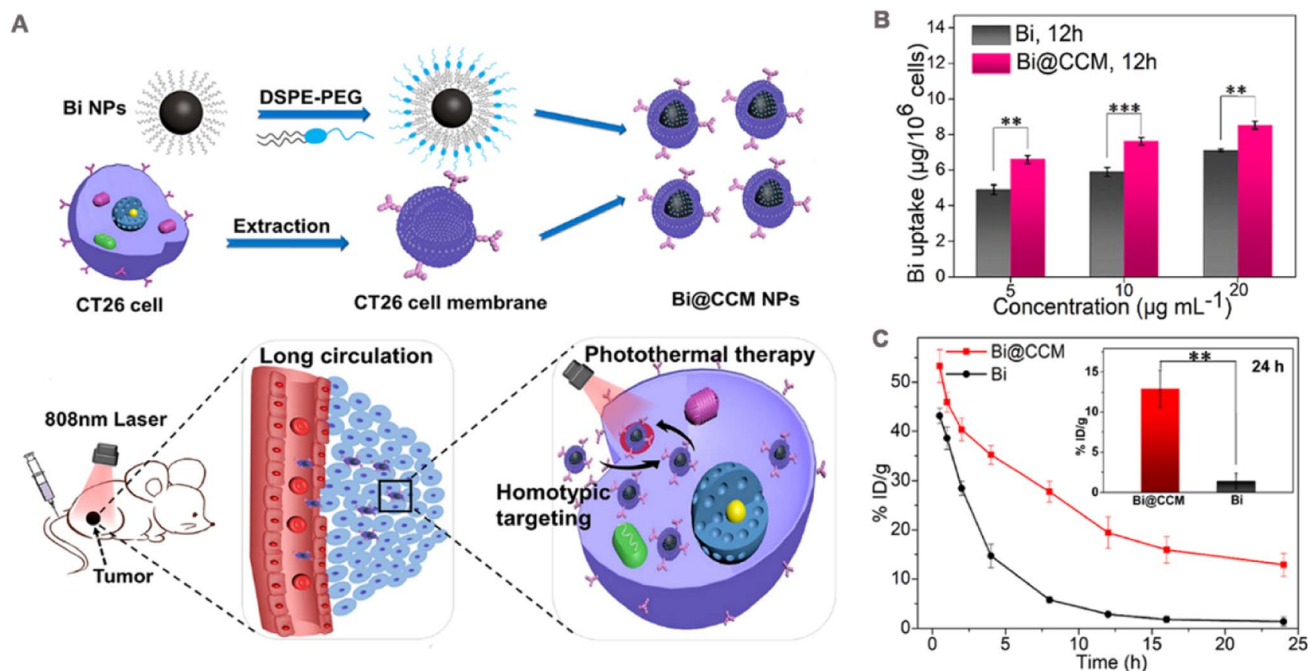 A
Bi NPs
DSPE-PEG
CT26 cell
Extraction
CT26 cell membrane
Bi@CCM NPs
808nm Laser
Tumor
Long circulation
Photothermal therapy
Homotypic
targeting
B
Bi uptake (µg/10⁶ cells)
14
12
10
8
6
4
2
0
Bi, 12h
Bi@CCM, 12h
**
***
**
5
10
20
Concentration (µg mL⁻¹)
C
% ID/g
50
40
30
20
10
0
Bi@CCM
Bi
% ID/g
15
10
5
0
**
24 h
Bi@CCM
Bi
0
5
10
15
20
25
Time (h)